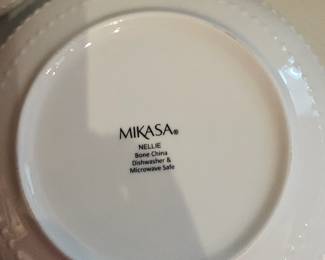 MIKASA®
NELLIE
Bone China
Dishwasher &
Microwave Safe